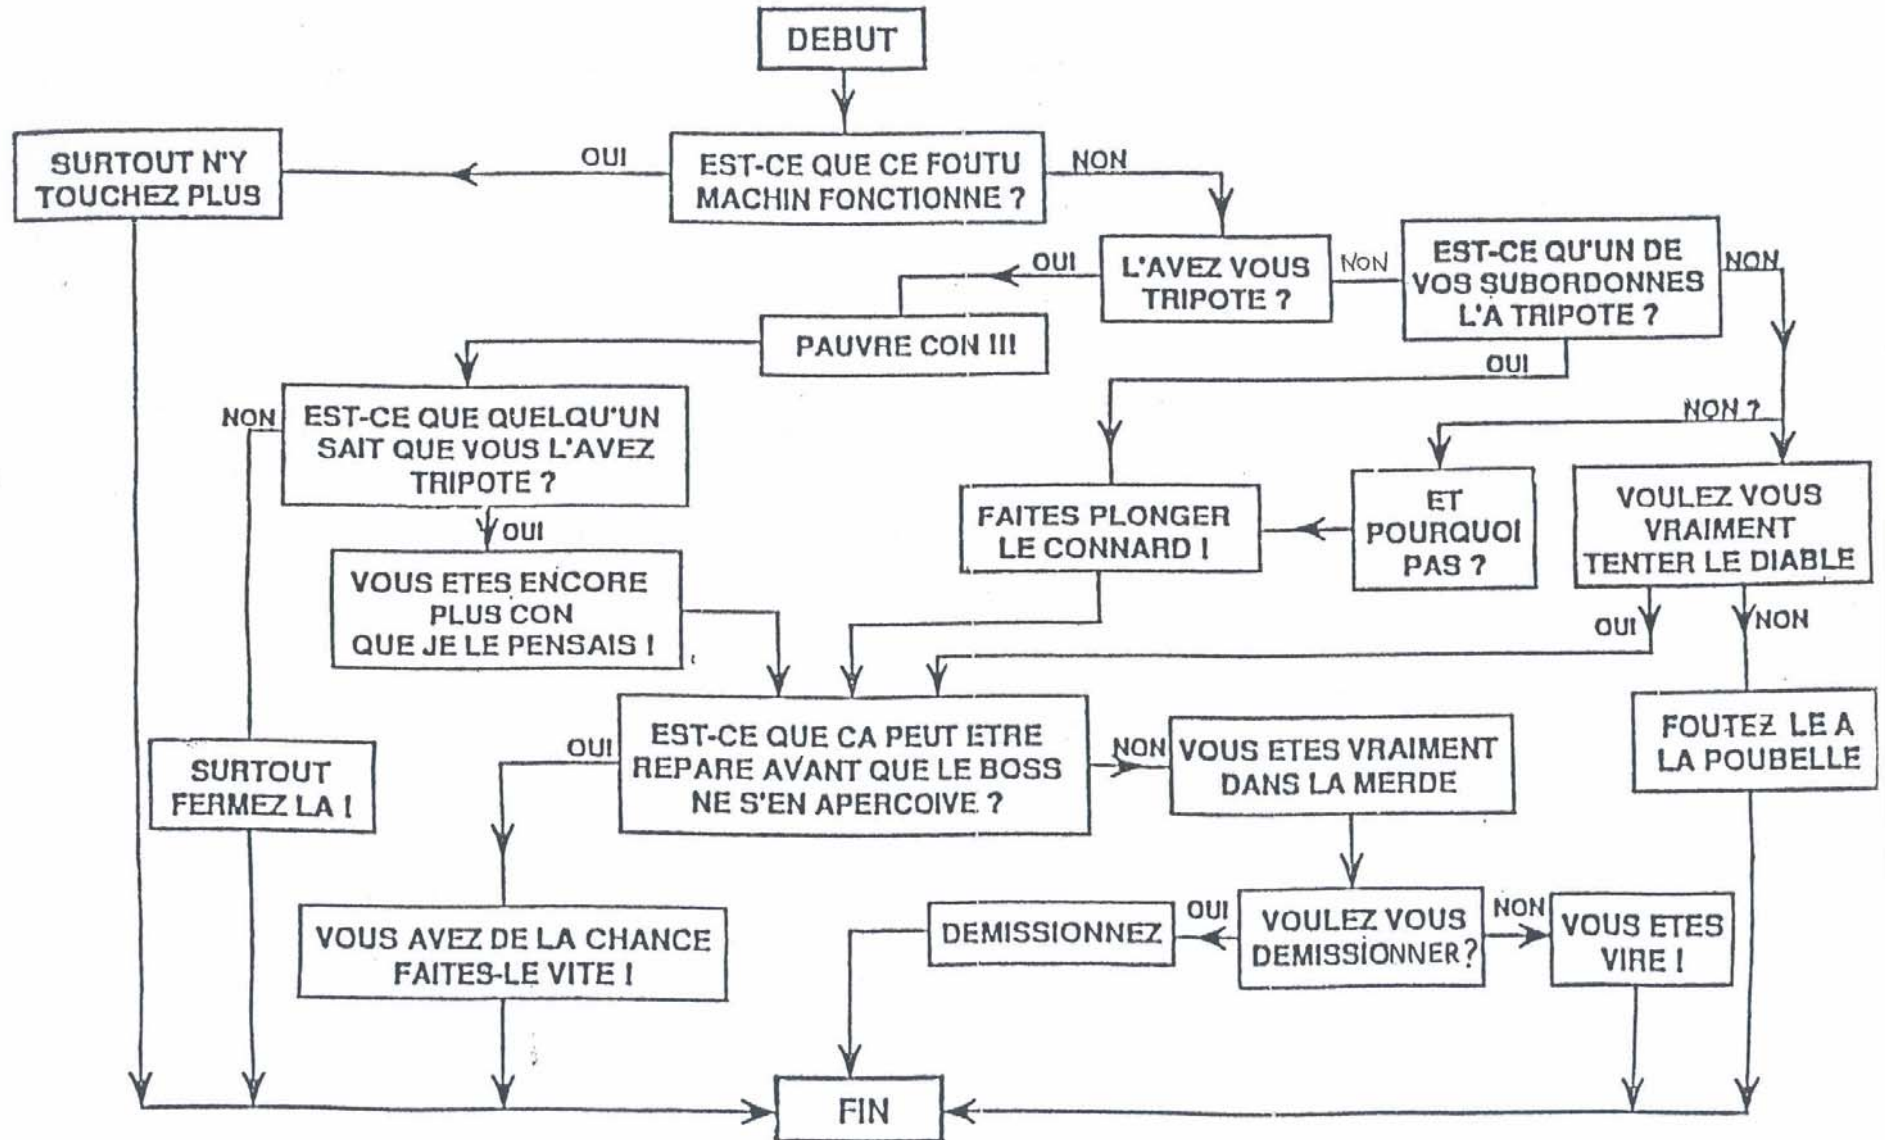 DEBUT
SURTOUT N'Y
TOUCHEZ PLUS
OUI
EST-CE QUE CE FOUTU
MACHIN FONCTIONNE ?
NON
OUI
L'AVEZ VOUS
TRIPOTE ?
NON
EST-CE QU'UN DE
VOS SUBORDONNES
L'A TRIPOTE ?
NON
PAUVRE CON !!!
OUI
NON
EST-CE QUE QUELQU'UN
SAIT QUE VOUS L'AVEZ
TRIPOTE ?
NON ?
OUI
FAITES PLONGER
LE CONNARD !
ET
POURQUOI
PAS ?
VOULEZ VOUS
VRAIMENT
TENTER LE DIABLE
VOUS ETES ENCORE
PLUS CON
QUE JE LE PENSAIS !
OUI
NON
SURTOUT
FERMEZ LA !
OUI
EST-CE QUE CA PEUT ETRE
REPARE AVANT QUE LE BOSS
NE S'EN APERCOIVE ?
NON
VOUS ETES VRAIMENT
DANS LA MERDE
FOUTEZ LE A
LA POUBELLE
VOUS AVEZ DE LA CHANCE
FAITES-LE VITE !
DEMISSIONNEZ
OUI
VOULEZ VOUS
DEMISSIONNER ?
NON
VOUS ETES
VIRE !
FIN